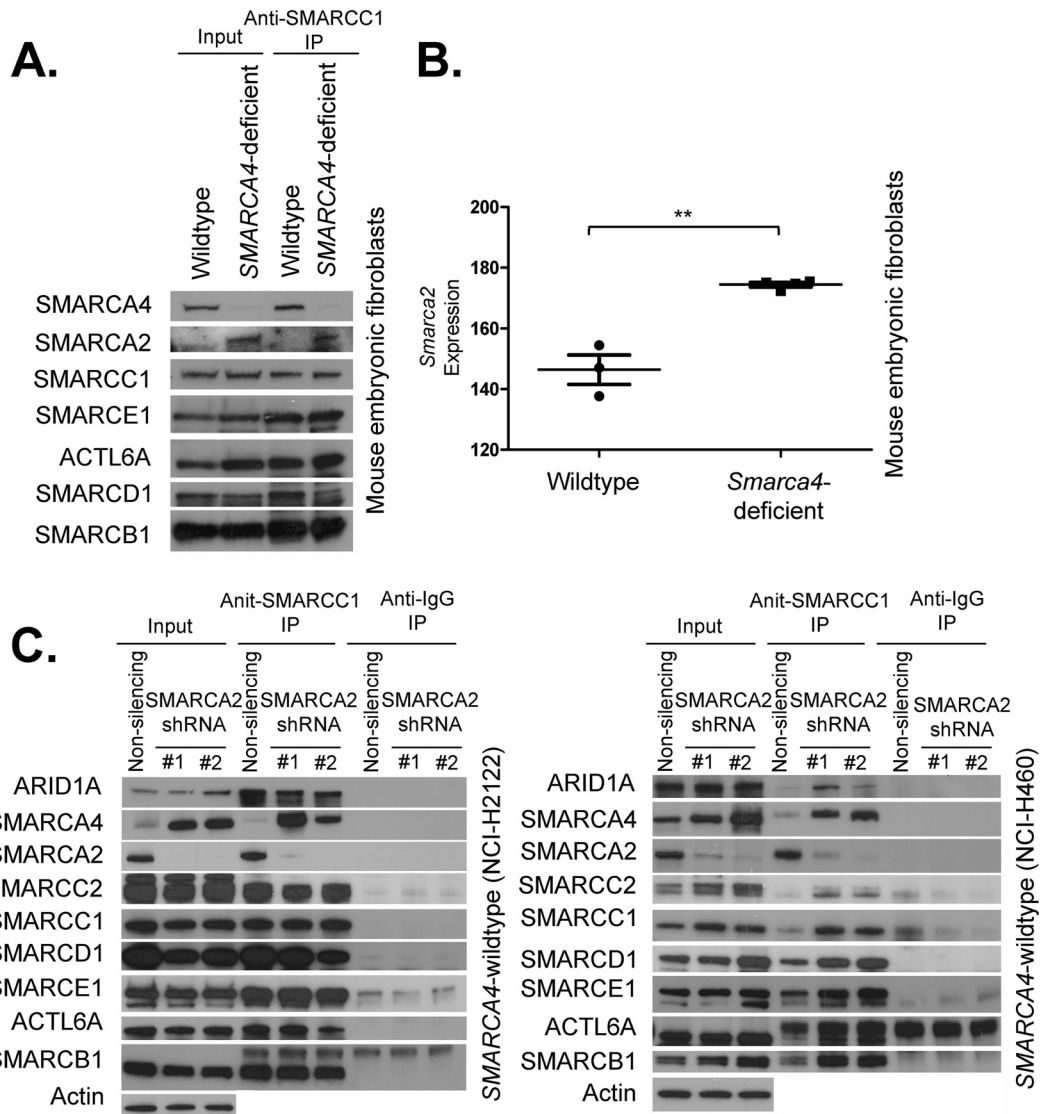 A.
Anti-SMARCC1
Input IP
Wildtype
SMARCA4-deficient
Wildtype
SMARCA4-deficient
SMARCA4
SMARCA2
SMARCC1
SMARCE1
ACTL6A
SMARCD1
SMARCB1
Mouse embryonic fibroblasts
B.
Smarca2
Expression
200
180
160
140
120
**
Wildtype
Smarca4-
deficient
Mouse embryonic fibroblasts
C.
Input
Anit-SMARCC1
IP
Anti-IgG
IP
Non-silencing
SMARCA2
shRNA
#1 #2
Non-silencing
SMARCA2
shRNA
#1 #2
Non-silencing
SMARCA2
shRNA
#1 #2
ARID1A
SMARCA4
SMARCA2
MARCC2
SMARCC1
SMARCD1
SMARCE1
ACTL6A
SMARCB1
Actin
SMARCA4-wildtype (NCI-H2122)
Input
Anit-SMARCC1
IP
Anti-IgG
IP
Non-silencing
SMARCA2
shRNA
#1 #2
Non-silencing
SMARCA2
shRNA
#1 #2
Non-silencing
SMARCA2
shRNA
#1 #2
ARID1A
SMARCA4
SMARCA2
SMARCC2
SMARCC1
SMARCD1
SMARCE1
ACTL6A
SMARCB1
Actin
SMARCA4-wildtype (NCI-H460)